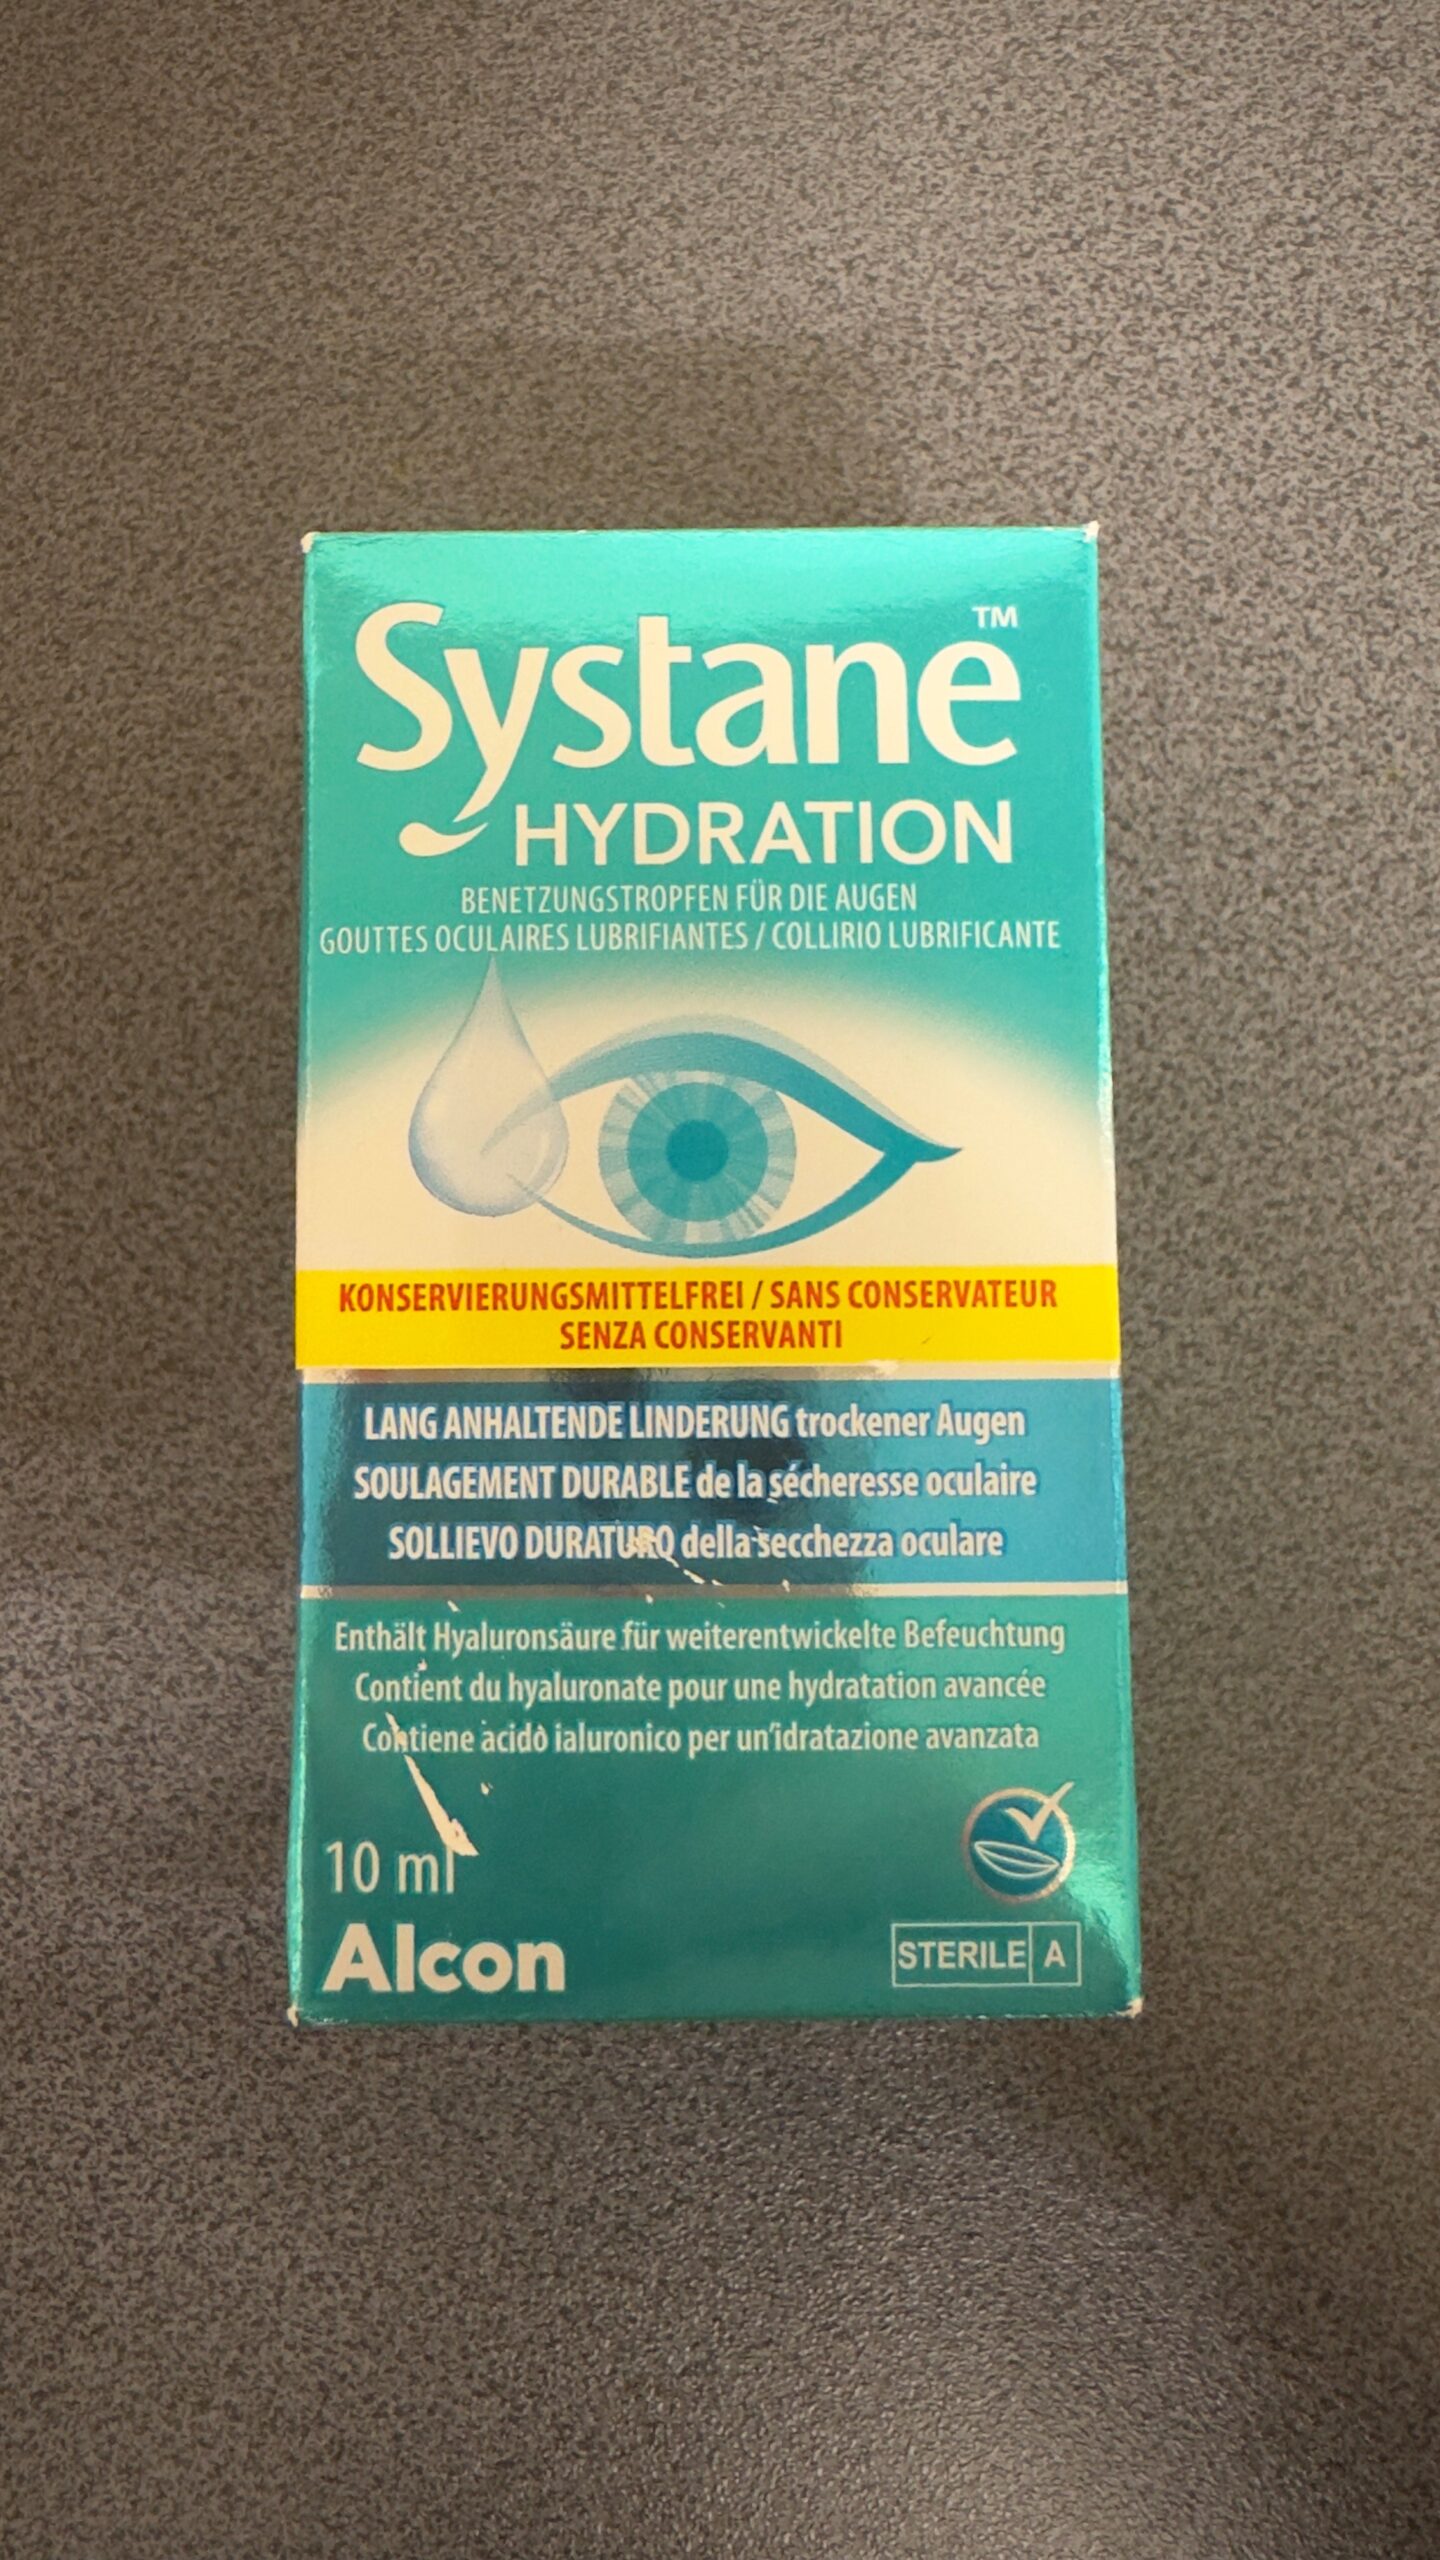 Systane™
HYDRATION
BENETZUNGSTROPFEN FÜR DIE AUGEN
GOUTTES OCULAIRES LUBRIFIANTES / COLLIRIO LUBRIFICANTE
KONSERVIERUNGSMITTELFREI / SANS CONSERVATEUR
SENZA CONSERVANTI
LANG ANHALTENDE LINDERUNG trockener Augen
SOULAGEMENT DURABLE de la sécheresse oculaire
SOLLIEVO DURATURO della secchezza oculare
Enthält Hyaluronsäure für weiterentwickelte Befeuchtung
Contient du hyaluronate pour une hydratation avancée
Contiene acido ialuronico per un'idratazione avanzata
10 ml
Alcon
STERILE A